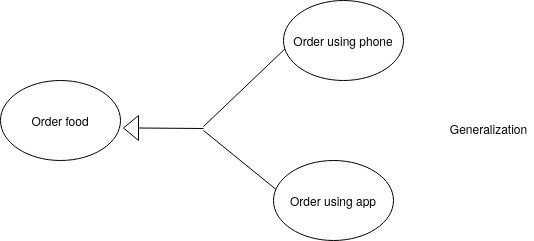 Order using phone
Order food
Generalization
Order using app